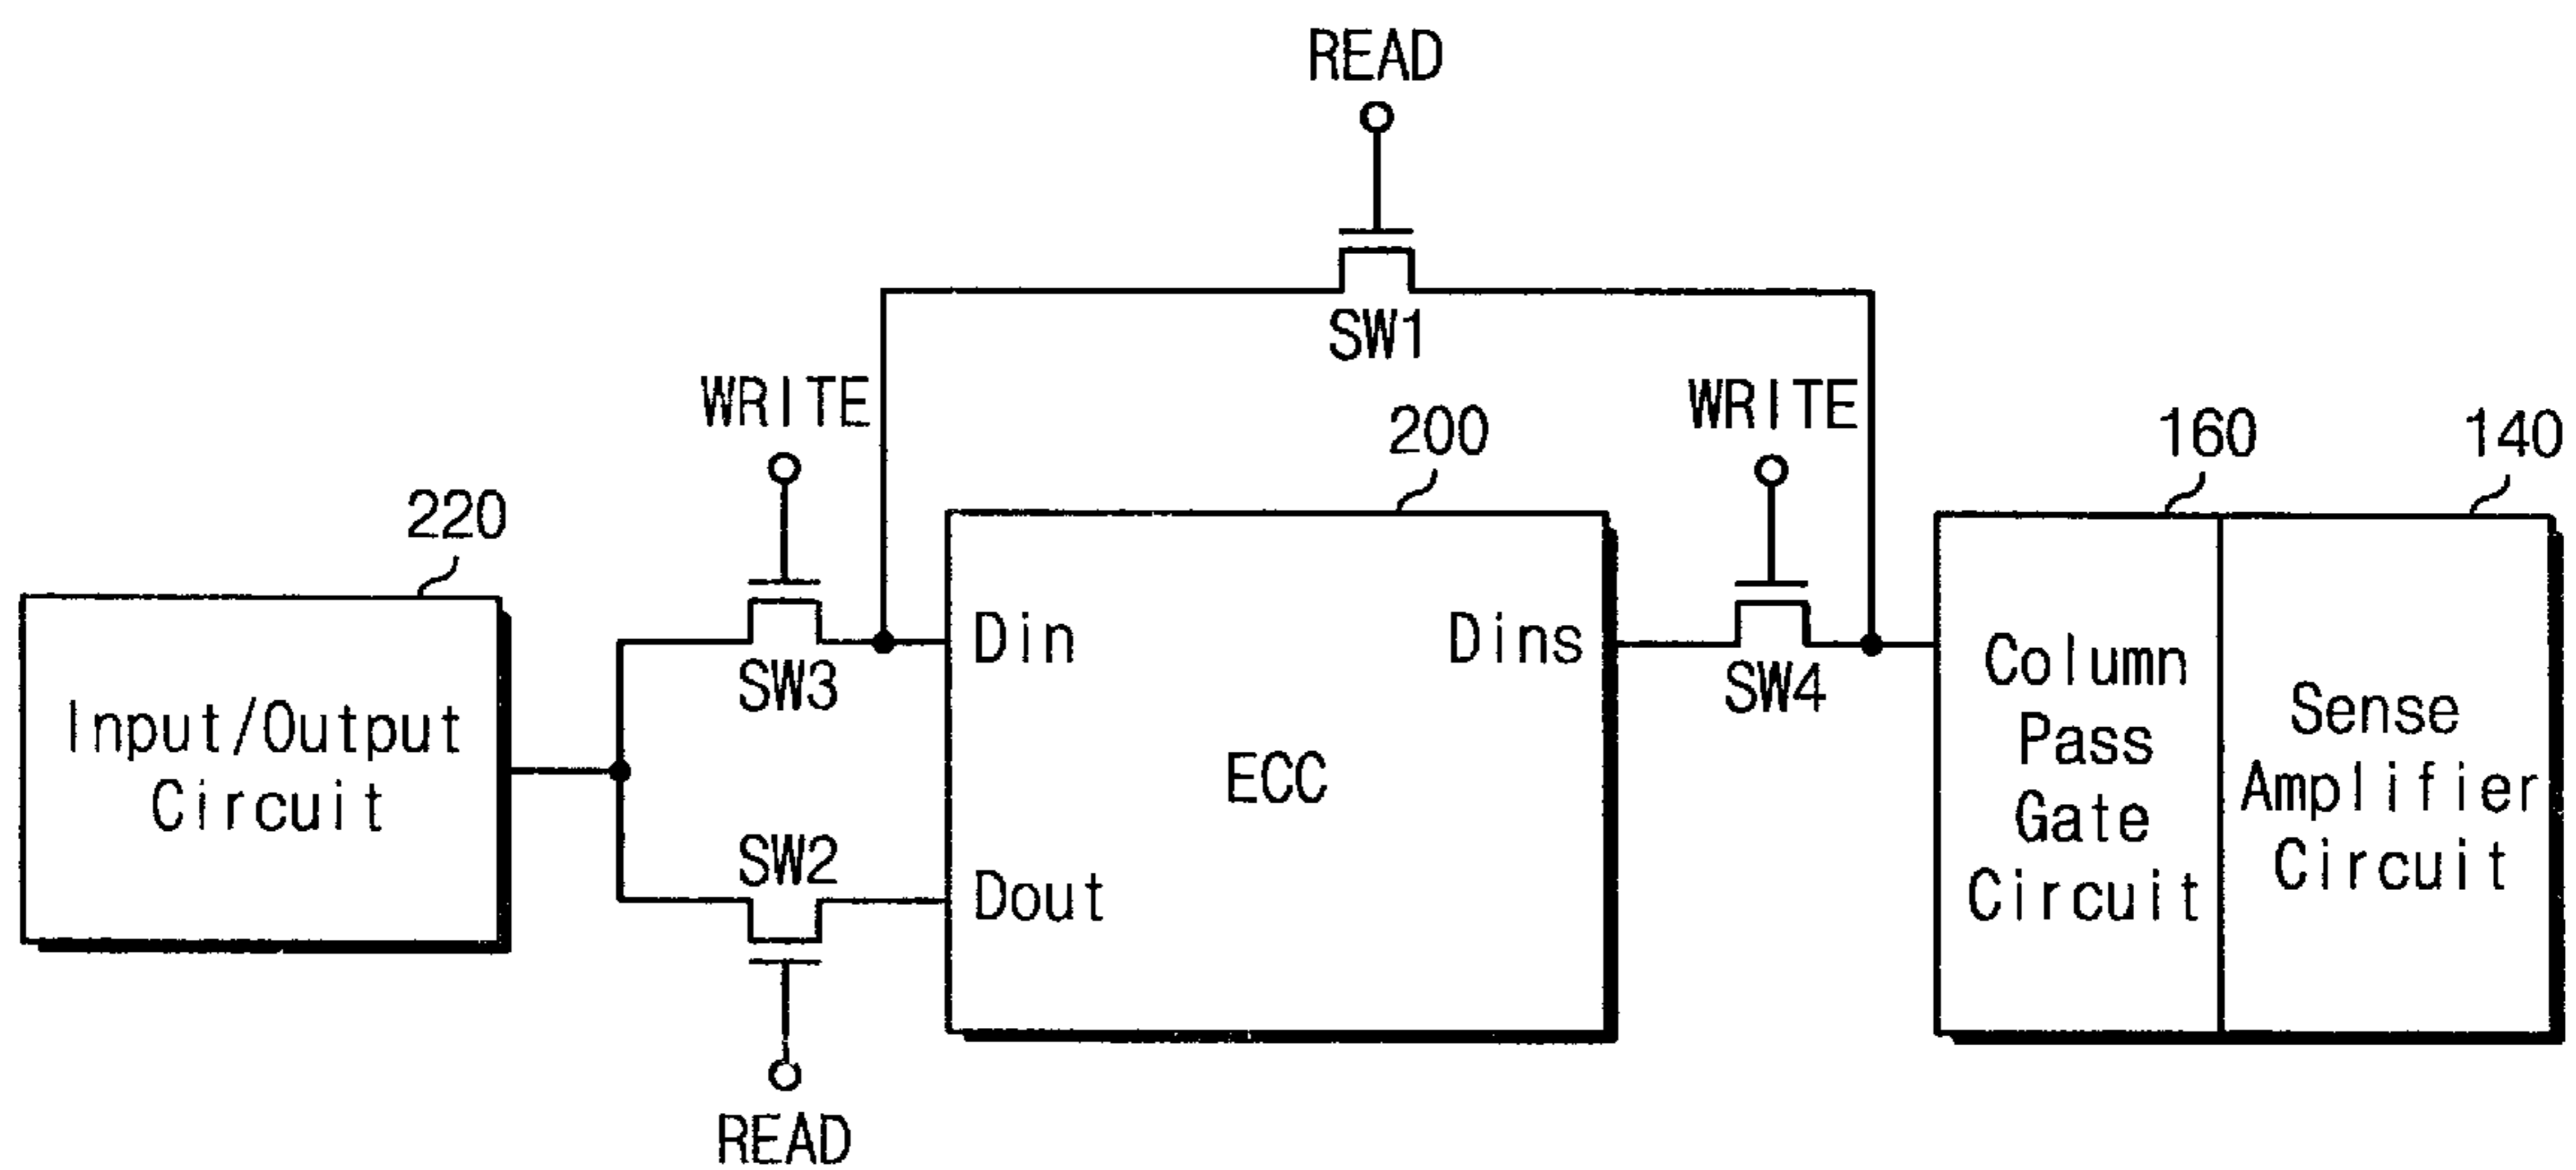 READ
SW1
WRITE
WRITE
200
160
140
220
Din
Dins
SW3
SW4
Input/Output
Circuit
ECC
Column
Pass
Gate
Circuit
Sense
Amplifier
Circuit
SW2
Dout
READ